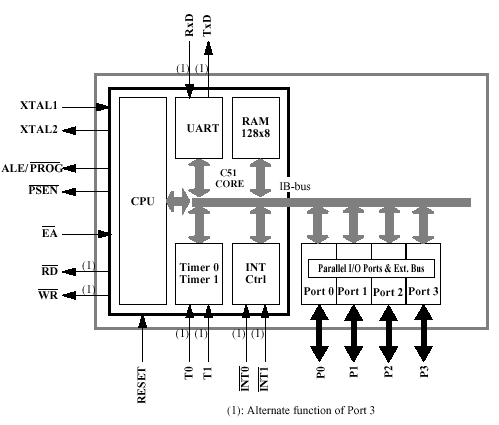 RxD
TxD
(1)
(1)
XTAL1
XTAL2
ALE/PROG
PSEN
EA
RD
(1)
WR
(1)
CPU
UART
RAM
128x8
C51
CORE
IB-bus
Timer 0
Timer 1
INT
Ctrl
Parallel I/O Ports & Ext. Bus
Port 0
Port 1
Port 2
Port 3
(1)
(1)
(1)
(1)
RESET
T0
T1
INT0
INT1
P0
P1
P2
P3
(1): Alternate function of Port 3